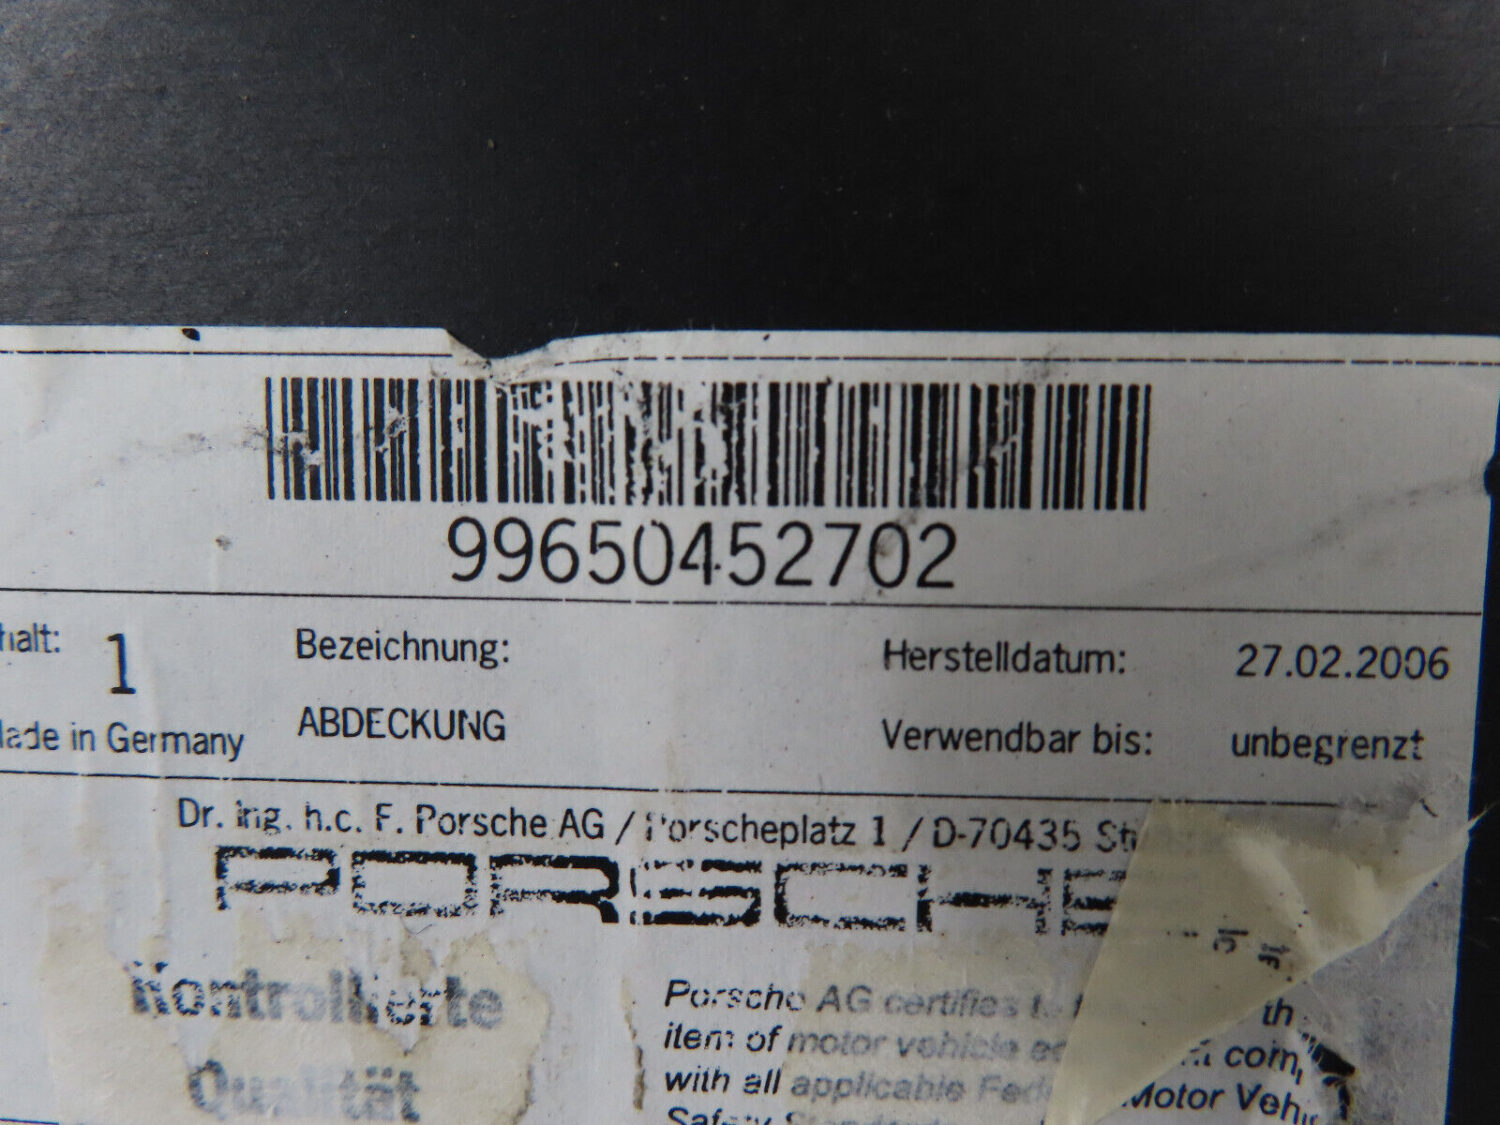 99650452702
1 Bezeichnung: Herstelldatum: 27.02.2006
in Germany ABDECKUNG Verwendbar bis: unbegrenzt
Dr. Ing. h.c. F. Porsche AG / Porscheplatz 1 / D-70435
PORSCHE
Kontrollierte
Qualität
Porsche AG certifies
item of motor vehicle
with all applicable Motor
Safety